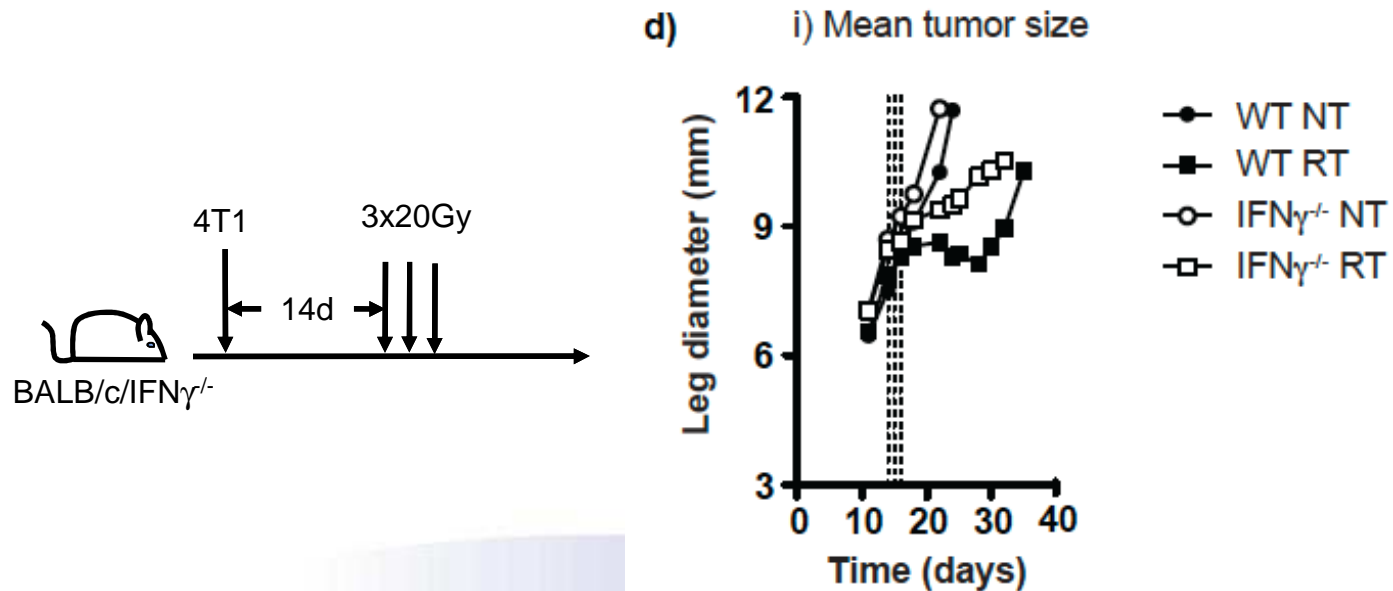 4T1
3x20Gy
14d
BALB/c/IFNγ-/-
d)
i) Mean tumor size
Leg diameter (mm)
12
9
6
3
0 10 20 30 40
Time (days)
WT NT
WT RT
IFNγ-/- NT
IFNγ-/- RT